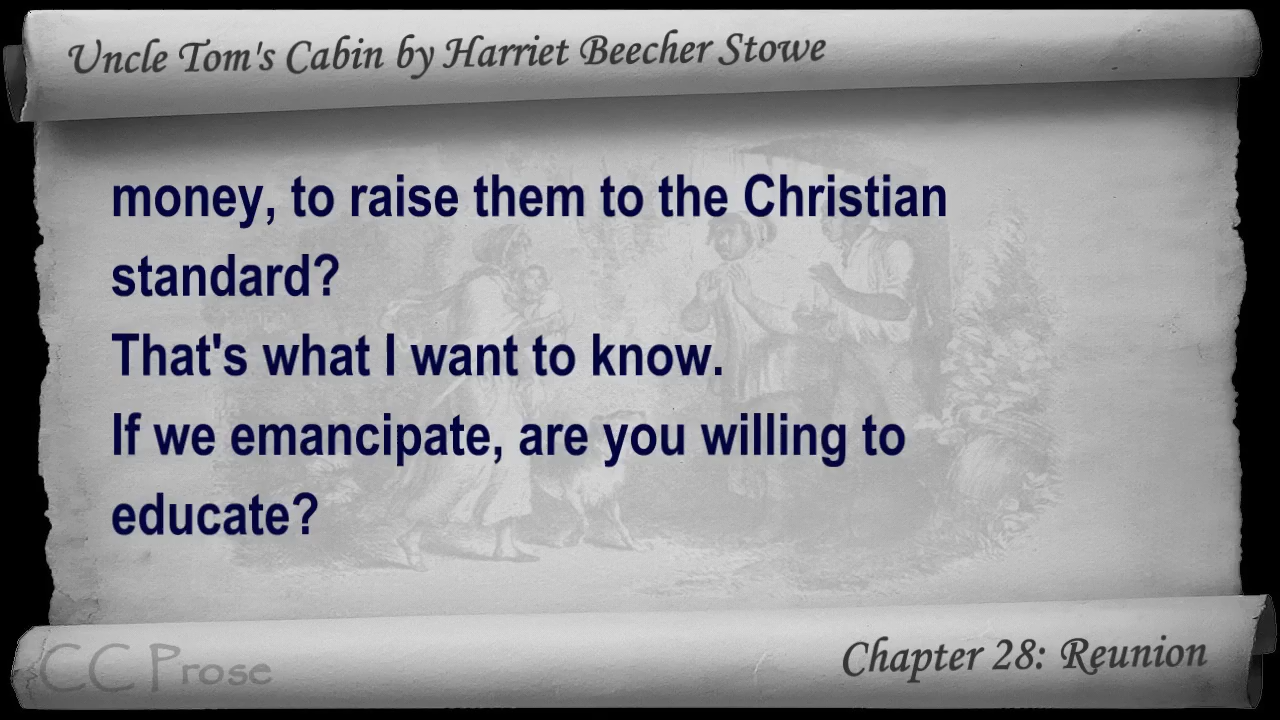 Uncle Tom's Cabin by Harriet Beecher Stowe
money, to raise them to the Christian
standard?
That's what I want to know.
If we emancipate, are you willing to
educate?
CC Prose
Chapter 28: Reunion